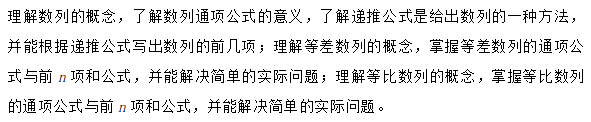 理解数列的概念，了解数列通项公式的意义，了解递推公式是给出数列的一种方法，
并能根据递推公式写出数列的前几项；理解等差数列的概念，掌握等差数列的通项公
式与前 n 项和公式，并能解决简单的实际问题；理解等比数列的概念，掌握等比数列
的通项公式与前 n 项和公式，并能解决简单的实际问题。